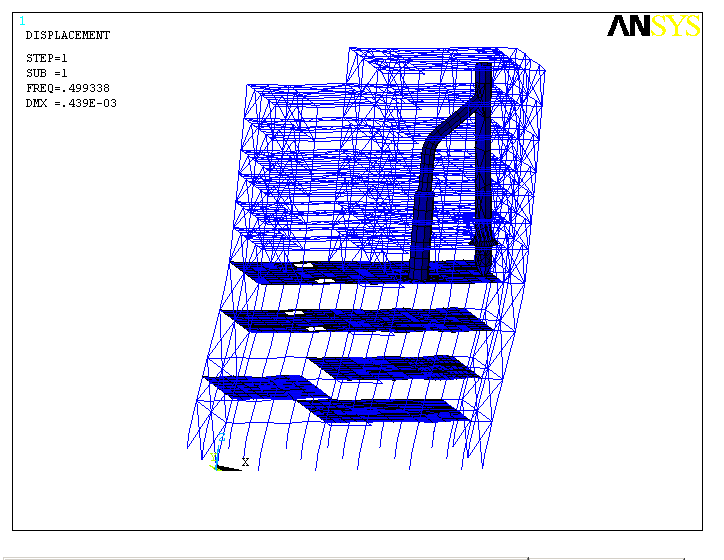 1
DISPLACEMENT
STEP=1
SUB =1
FREQ=.499338
DMX =.439E-03
ANSYS
X